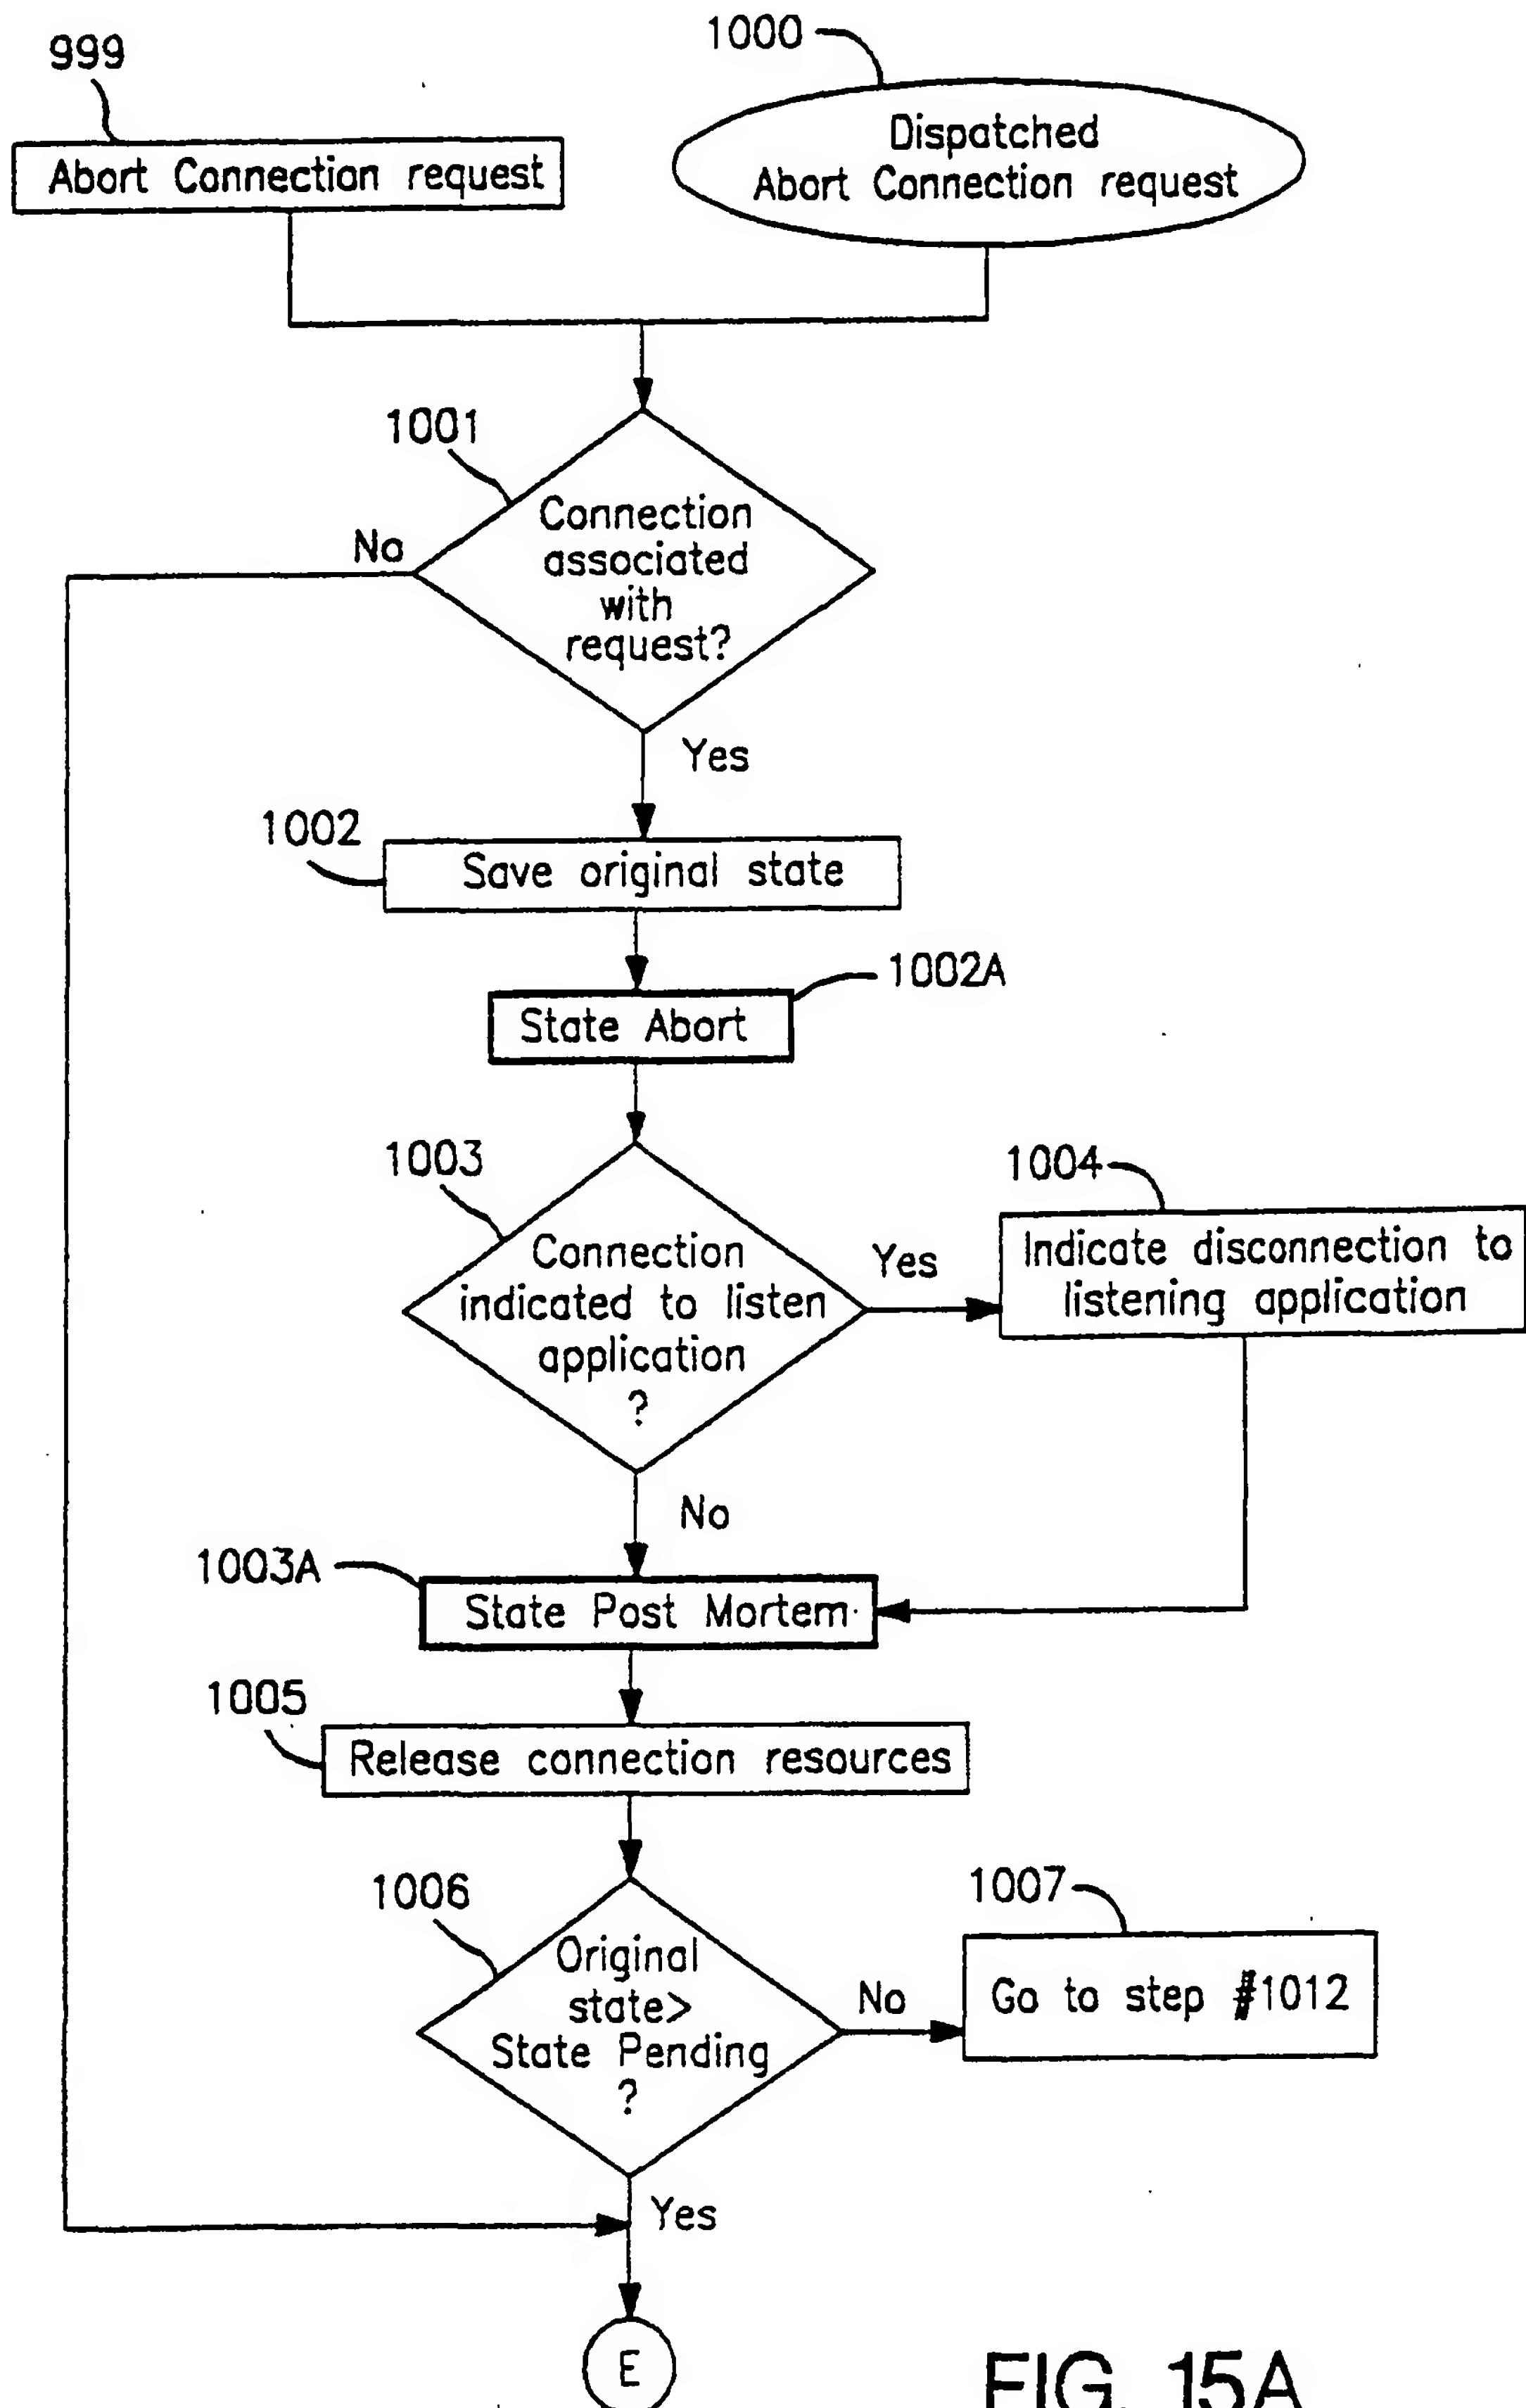 999
1000
Abort Connection request
Dispatched
Abort Connection request
1001
Connection
associated
with
request?
No
Yes
1002
Save original state
1002A
State Abort
1003
Connection
indicated to listen
application
?
Yes
1004
Indicate disconnection to
listening application
No
1003A
State Post Mortem
1005
Release connection resources
1006
Original
state>
State Pending
?
No
1007
Go to step #1012
Yes
E
FIG. 15A